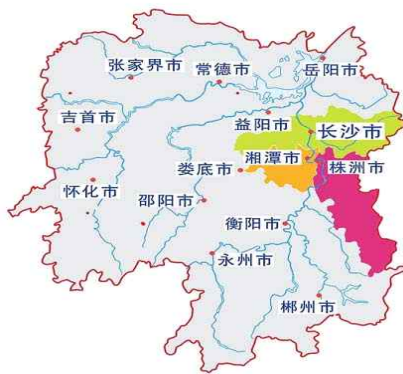 张家界市
常德市
岳阳市
吉首市
益阳市
长沙市
湘潭市
株洲市
娄底市
怀化市
邵阳市
衡阳市
永州市
郴州市